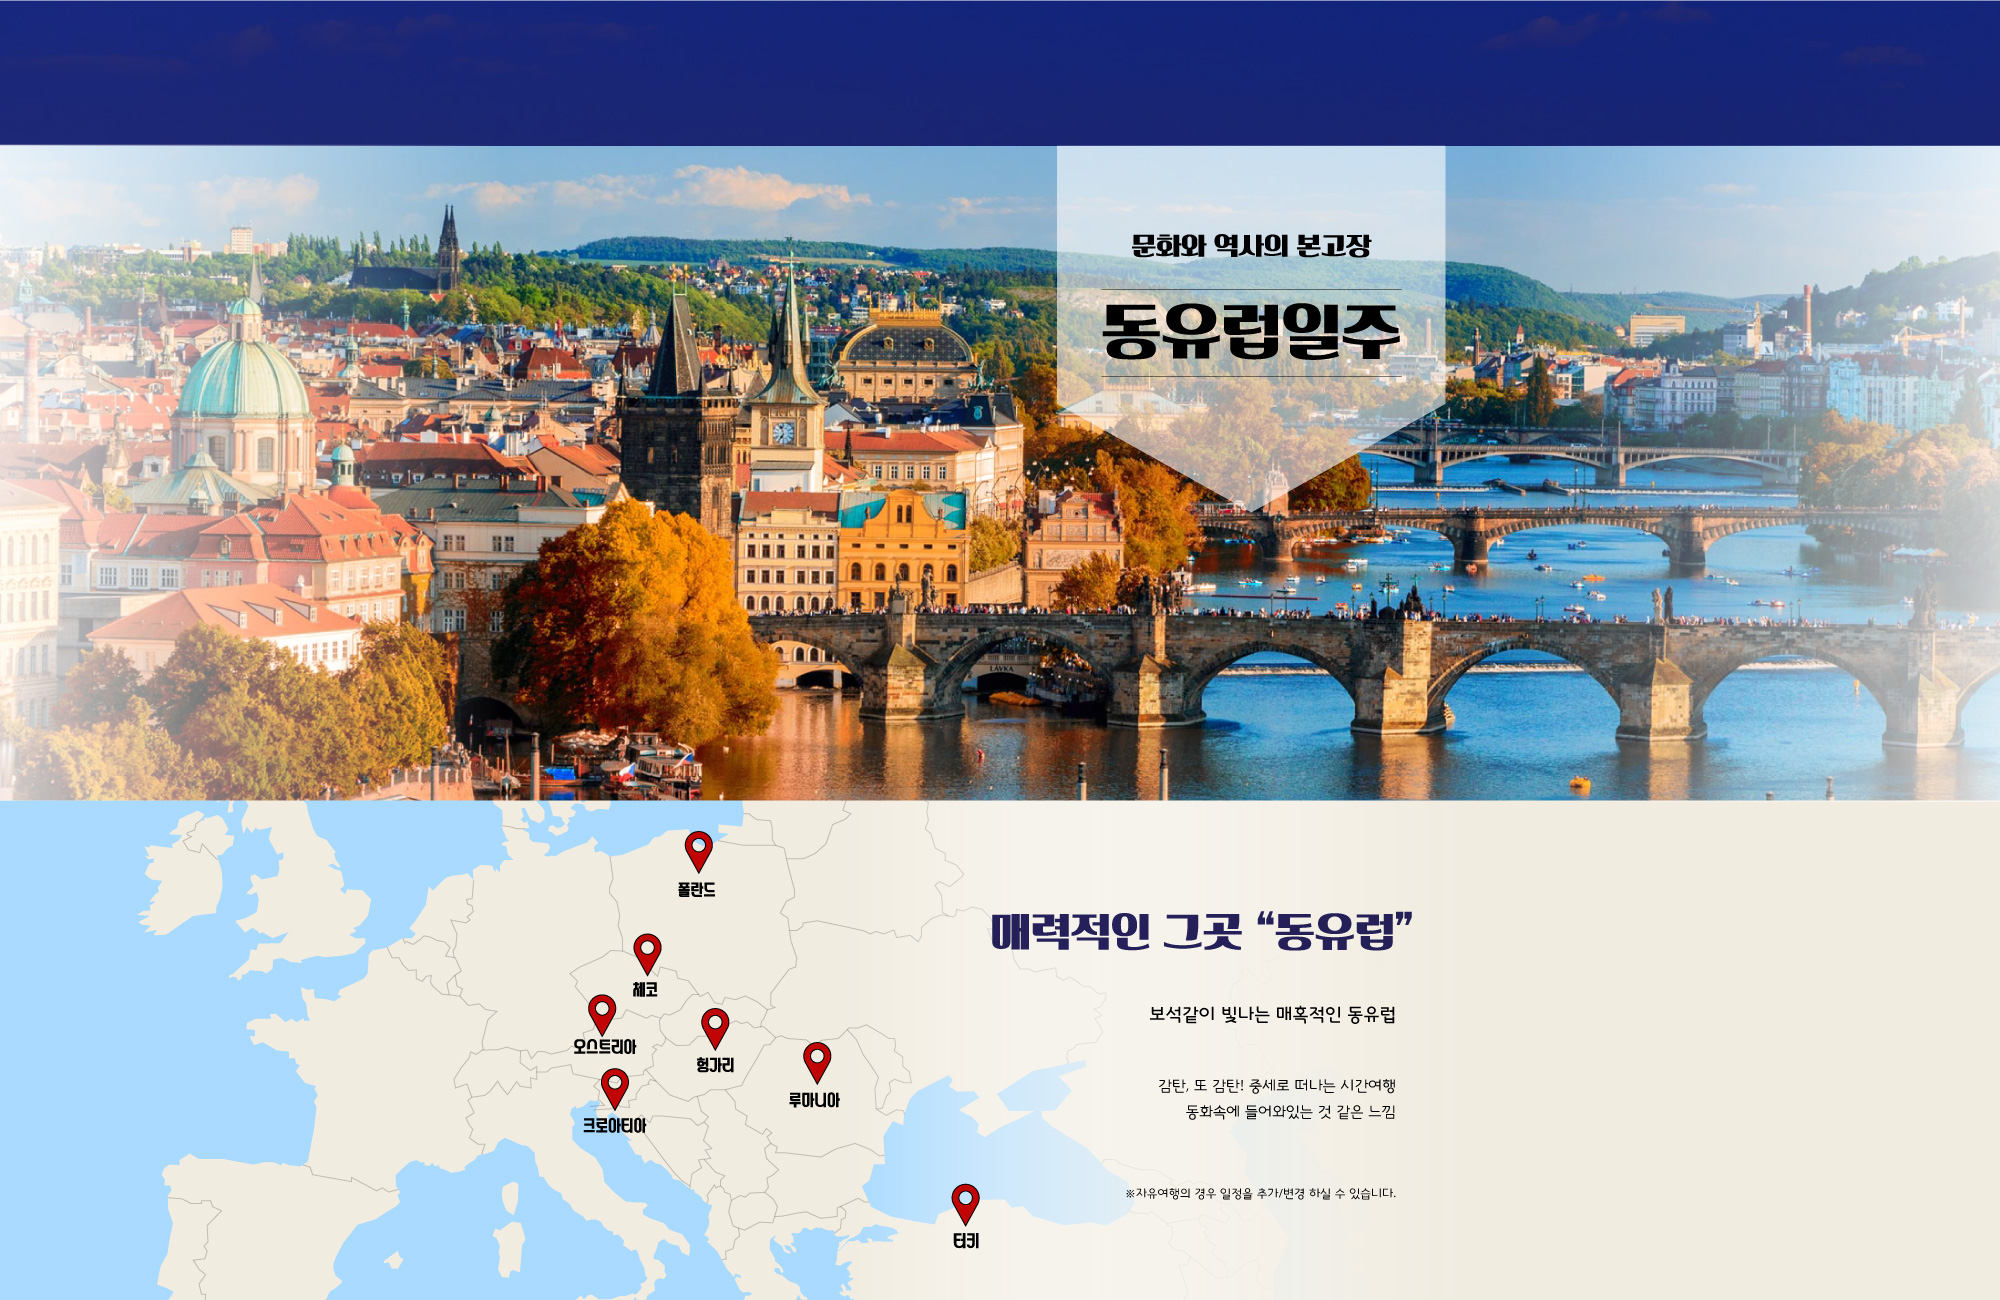 문화와 역사의 본고장
동유럽일주
LÁVKA
폴란드
체코
오스트리아
헝가리
루마니아
크로아티아
터키
매력적인 그곳 “동유럽”
보석같이 빛나는 매혹적인 동유럽
감탄, 또 감탄! 중세로 떠나는 시간여행
동화속에 들어와있는 것 같은 느낌
※자유여행의 경우 일정을 추가/변경 하실 수 있습니다.